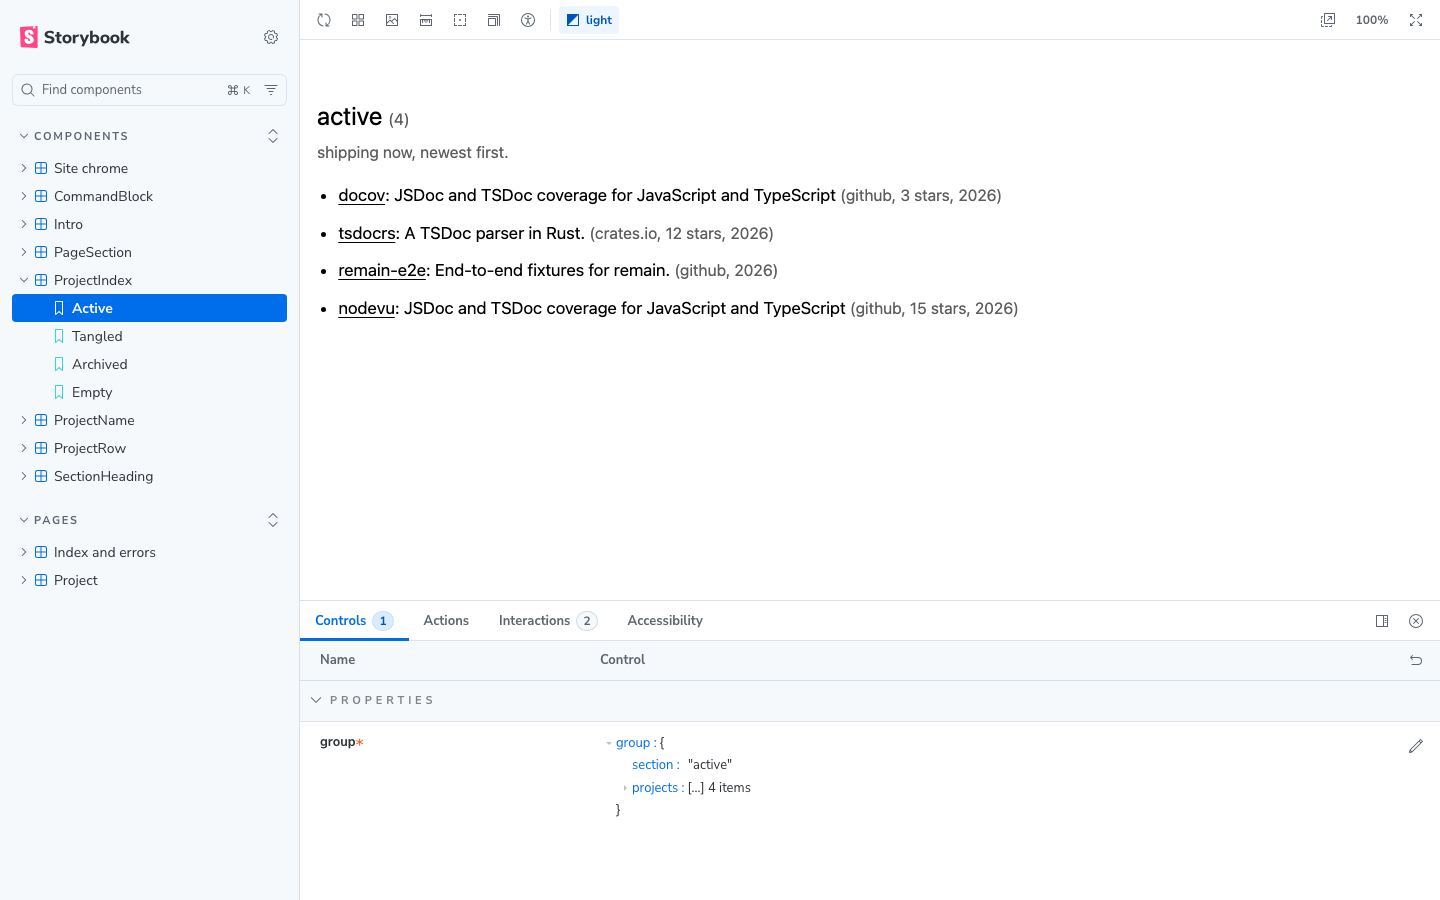 Storybook
Find components
⌘ K
COMPONENTS
Site chrome
CommandBlock
Intro
PageSection
ProjectIndex
Active
Tangled
Archived
Empty
ProjectName
ProjectRow
SectionHeading
PAGES
Index and errors
Project
light
100%
active (4)
shipping now, newest first.
• docov: JSDoc and TSDoc coverage for JavaScript and TypeScript (github, 3 stars, 2026)
• tsdocrs: A TSDoc parser in Rust. (crates.io, 12 stars, 2026)
• remain-e2e: End-to-end fixtures for remain. (github, 2026)
• nodevu: JSDoc and TSDoc coverage for JavaScript and TypeScript (github, 15 stars, 2026)
Controls 1 Actions Interactions 2 Accessibility
Name Control
PROPERTIES
group* group : {
section : "active"
projects : [...] 4 items
}